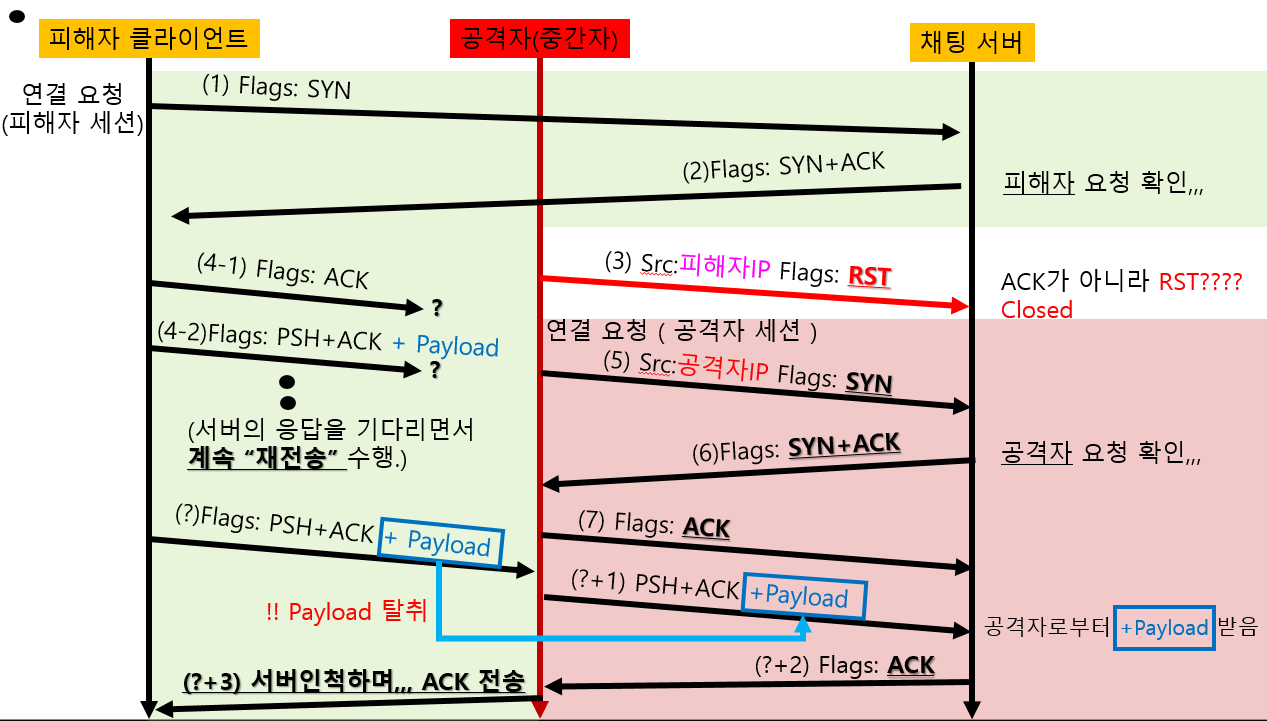 피해자 클라이언트
공격자(중간자)
채팅 서버
연결 요청
(피해자 세션)
(1) Flags: SYN
(2)Flags: SYN+ACK
피해자 요청 확인,,,
(3) Src:피해자IP Flags: RST
ACK가 아니라 RST????
Closed
(4-1) Flags: ACK
?
(4-2)Flags: PSH+ACK + Payload
?
(서버의 응답을 기다리면서
계속 “재전송” 수행.)
연결 요청 ( 공격자 세션 )
(5) Src:공격자IP Flags: SYN
(6)Flags: SYN+ACK
공격자 요청 확인,,,
(?)Flags: PSH+ACK + Payload
(7) Flags: ACK
(?+1) PSH+ACK +Payload
!! Payload 탈취
공격자로부터 +Payload 받음
(?+2) Flags: ACK
(?+3) 서버인척하며,,, ACK 전송